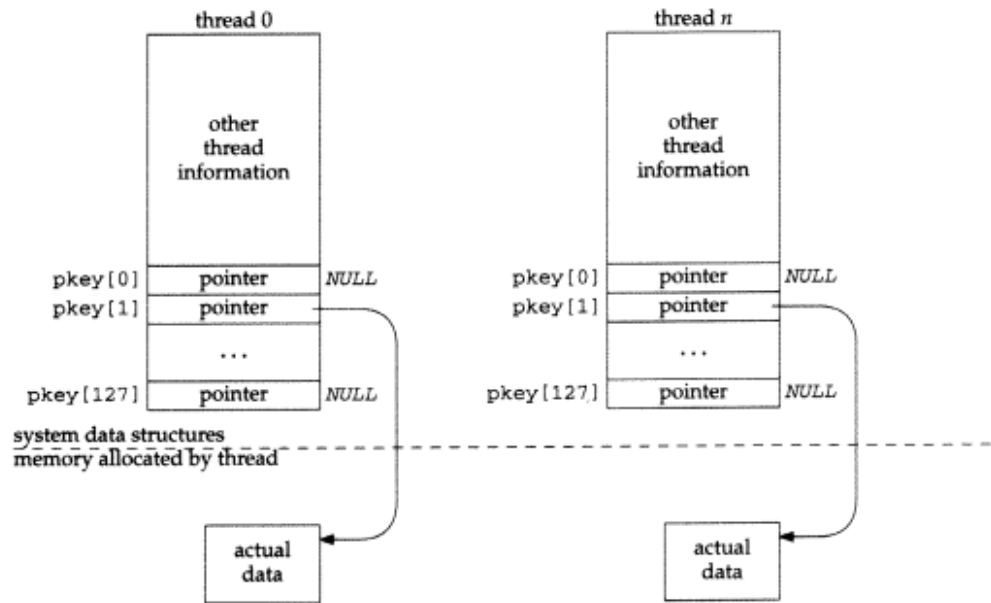 thread 0
thread n
other
thread
information
other
thread
information
pkey[0] pointer NULL
pkey[1] pointer
...
pkey[127] pointer NULL
pkey[0] pointer NULL
pkey[1] pointer
...
pkey[127] pointer NULL
system data structures
memory allocated by thread
actual
data
actual
data